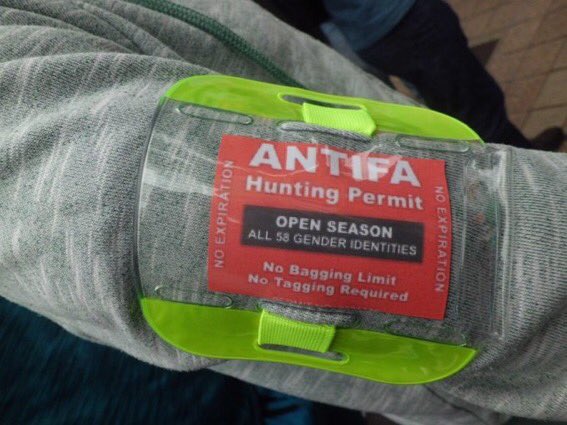 ANTIFA
Hunting Permit
OPEN SEASON
ALL 58 GENDER IDENTITIES
No Bagging Limit
No Tagging Required
NO EXPIRATION
NO EXPIRATION